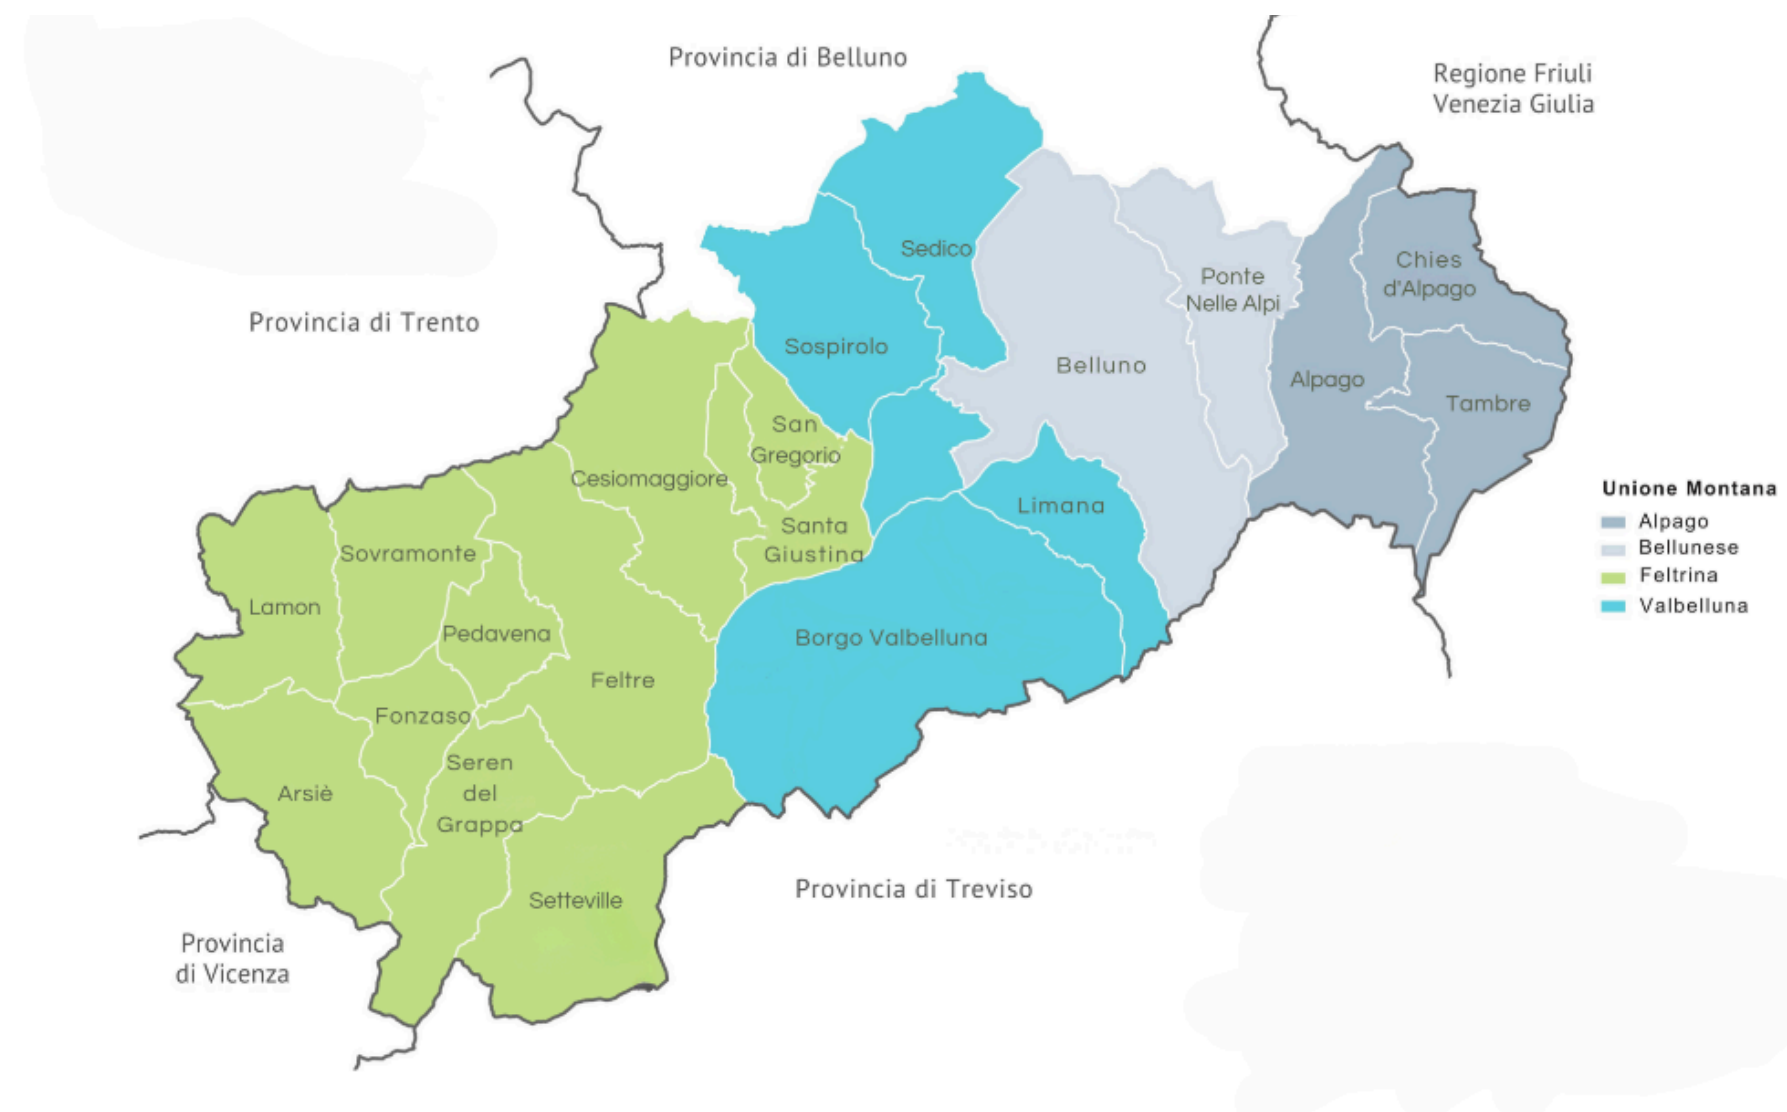 Provincia di Belluno
Regione Friuli
Venezia Giulia
Sedico
Chies
d'Alpago
Ponte
Nelle Alpi
Provincia di Trento
Sospirolo
Belluno
Alpago
Tambre
San
Gregorio
Cesiomaggiore
Limana
Santa
Giustina
Sovramonte
Lamon
Pedavena
Borgo Valbelluna
Feltre
Fonzaso
Seren
del
Grappa
Arsiè
Setteville
Provincia di Treviso
Provincia
di Vicenza
Unione Montana
Alpago
Bellunese
Feltrina
Valbelluna